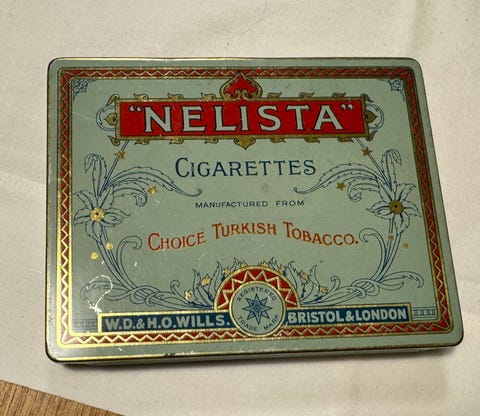 "NELISTA"
CIGARETTES
MANUFACTURED FROM
CHOICE TURKISH TOBACCO.
REGISTERED
TRADE MARK
W.D.& H.O. WILLS. BRISTOL & LONDON